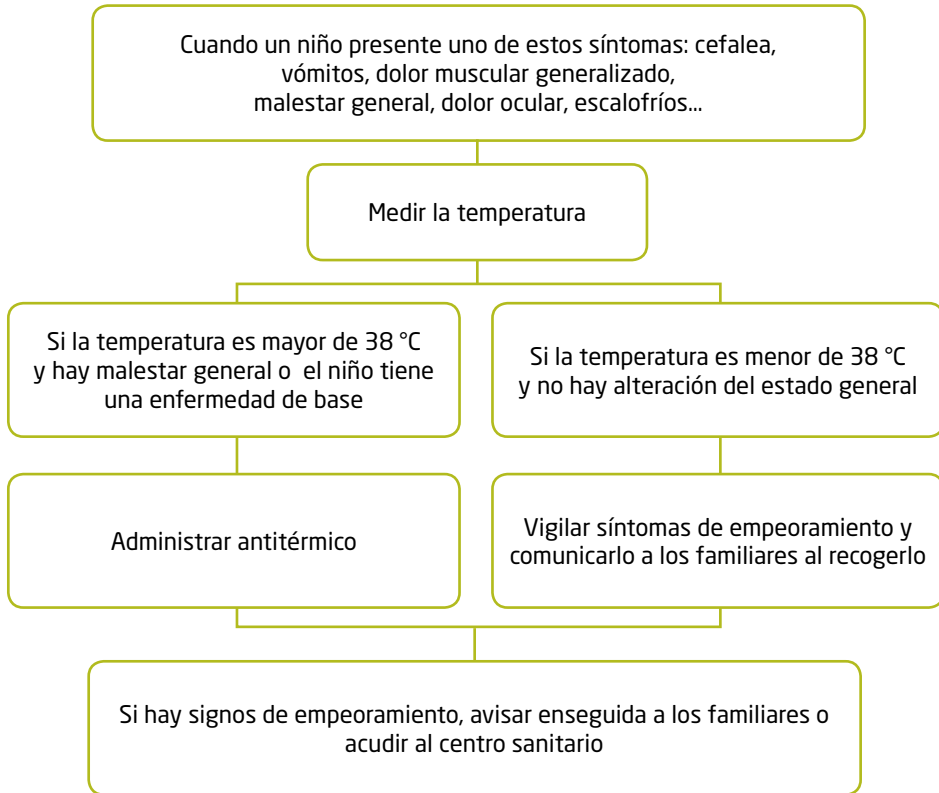 Cuando un niño presente uno de estos síntomas: cefalea,
vómitos, dolor muscular generalizado,
malestar general, dolor ocular, escalofríos...
Medir la temperatura
Si la temperatura es mayor de 38 °C
y hay malestar general o el niño tiene
una enfermedad de base
Si la temperatura es menor de 38 °C
y no hay alteración del estado general
Administrar antitérmico
Vigilar síntomas de empeoramiento y
comunicarlo a los familiares al recogerlo
Si hay signos de empeoramiento, avisar enseguida a los familiares o
acudir al centro sanitario